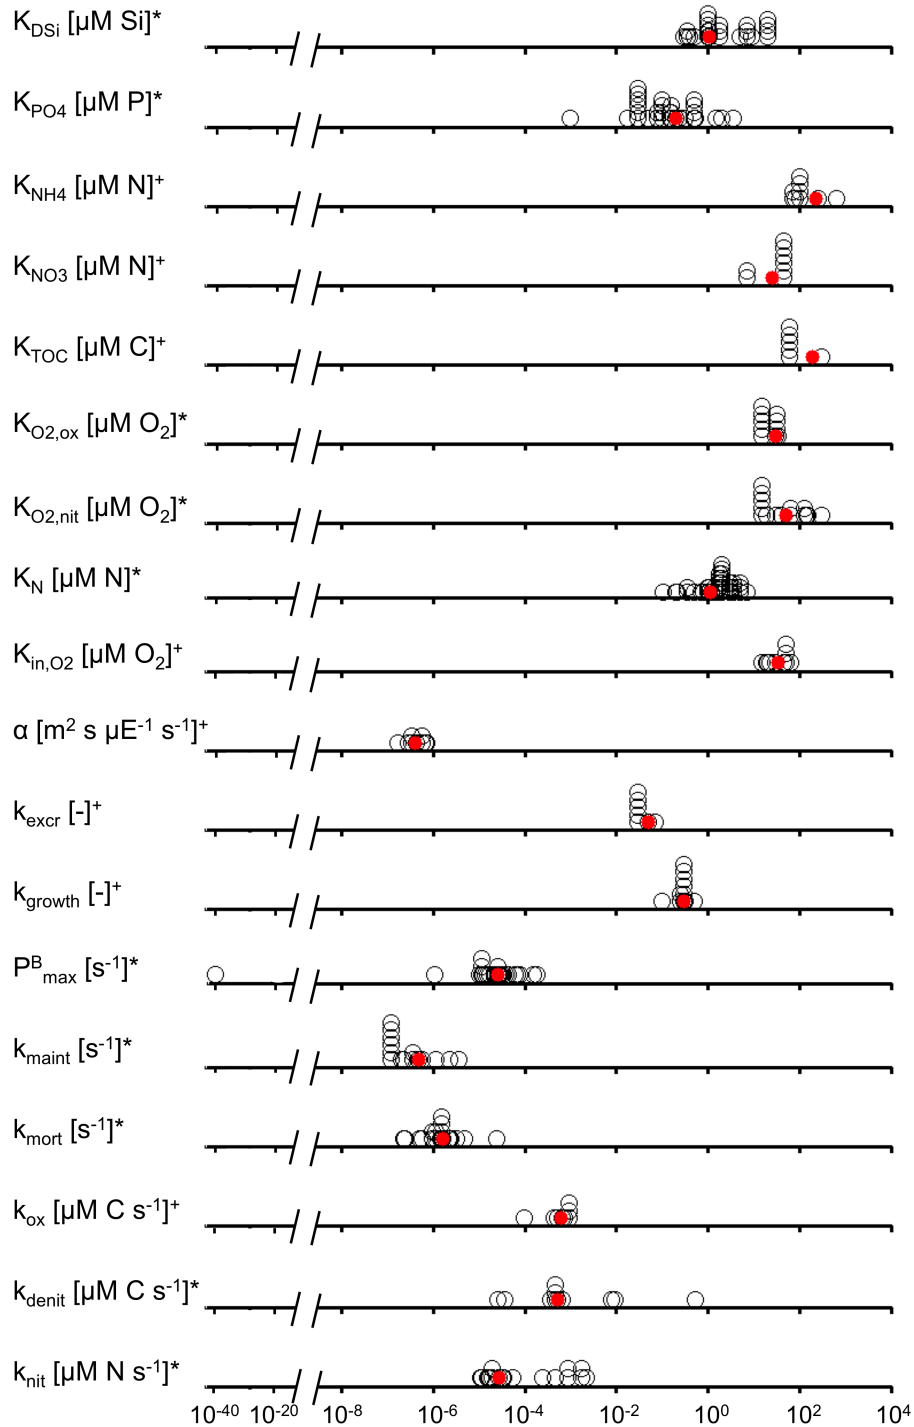 K_DSi [µM Si]*
K_PO4 [µM P]*
K_NH4 [µM N]⁺
K_NO3 [µM N]⁺
K_TOC [µM C]⁺
K_O2,ox [µM O₂]*
K_O2,nit [µM O₂]*
K_N [µM N]*
K_in,O2 [µM O₂]⁺
α [m² s µE⁻¹ s⁻¹]⁺
k_excr [-]⁺
k_growth [-]⁺
P^B_max [s⁻¹]*
k_maint [s⁻¹]*
k_mort [s⁻¹]*
k_ox [µM C s⁻¹]⁺
k_denit [µM C s⁻¹]*
k_nit [µM N s⁻¹]*
10⁻⁴⁰ 10⁻²⁰ 10⁻⁸ 10⁻⁶ 10⁻⁴ 10⁻² 10⁰ 10² 10⁴